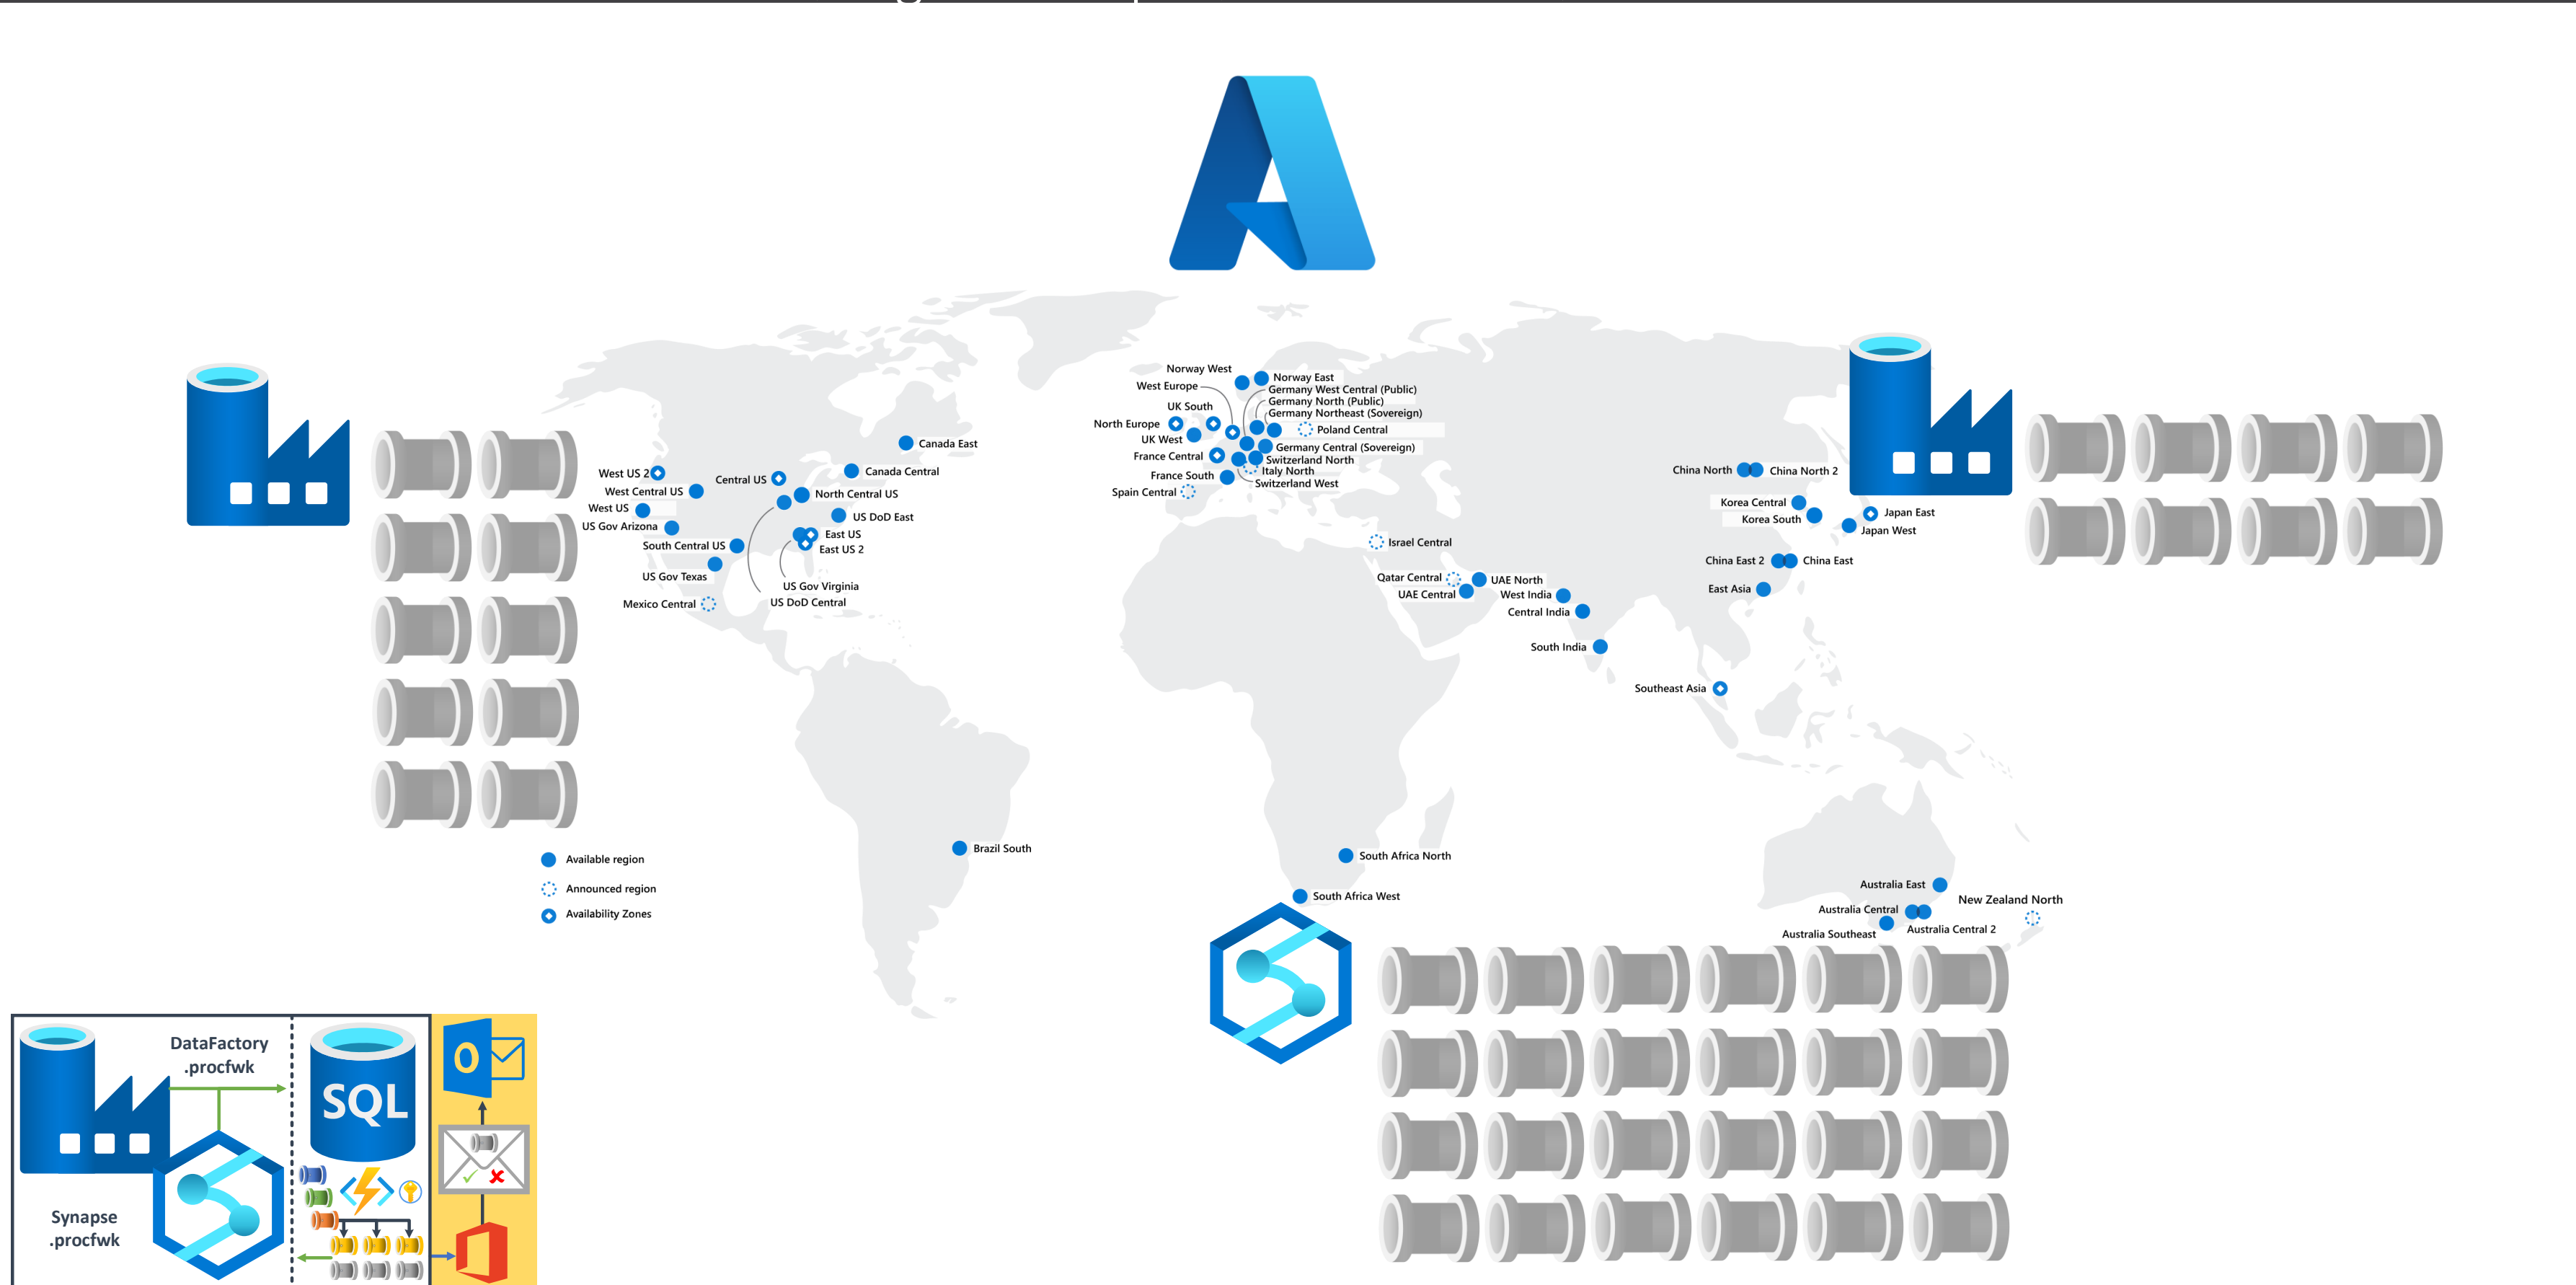 Norway West
Norway East
West Europe
Germany West Central (Public)
Germany North (Public)
UK South
Germany Northeast (Sovereign)
North Europe
Poland Central
UK West
Germany Central (Sovereign)
France Central
Switzerland North
Italy North
France South
Switzerland West
Spain Central
Canada East
Canada Central
West US 2
Central US
West Central US
North Central US
West US
US DoD East
US Gov Arizona
East US
South Central US
East US 2
US Gov Texas
US Gov Virginia
US DoD Central
Mexico Central
China North
China North 2
Korea Central
Korea South
Japan East
Japan West
Israel Central
China East 2
China East
Qatar Central
UAE North
UAE Central
West India
East Asia
Central India
South India
Southeast Asia
Brazil South
South Africa North
South Africa West
Available region
Announced region
Availability Zones
Australia East
New Zealand North
Australia Central
Australia Central 2
Australia Southeast
DataFactory
.procfwk
SQL
O
Synapse
.procfwk